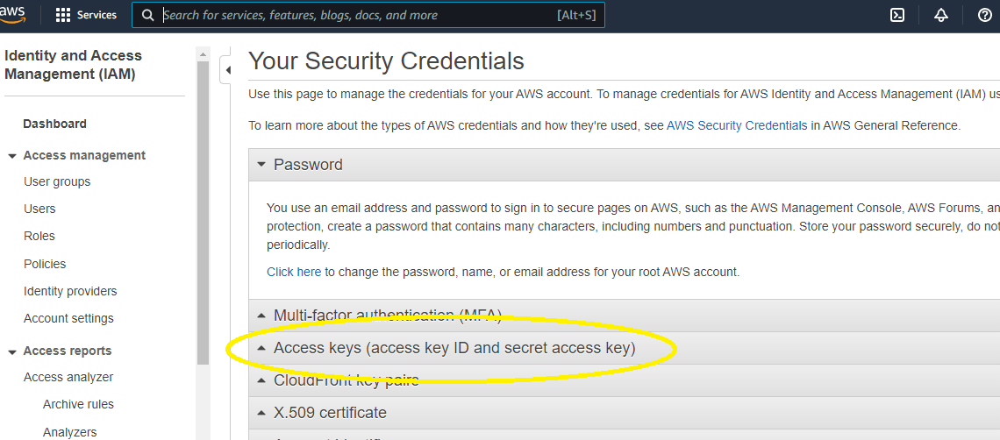 aws
Services
Search for services, features, blogs, docs, and more
[Alt+S]
Identity and Access
Management (IAM)
Dashboard
Access management
User groups
Users
Roles
Policies
Identity providers
Account settings
Access reports
Access analyzer
Archive rules
Analyzers
Your Security Credentials
Use this page to manage the credentials for your AWS account. To manage credentials for AWS Identity and Access Management (IAM)
To learn more about the types of AWS credentials and how they're used, see AWS Security Credentials in AWS General Reference.
Password
You use an email address and password to sign in to secure pages on AWS, such as the AWS Management Console, AWS Forums,
protection, create a password that contains many characters, including numbers and punctuation. Store your password securely, do not
periodically.
Click here to change the password, name, or email address for your root AWS account.
Multi-factor authentication (MFA)
Access keys (access key ID and secret access key)
CloudFront key pairs
X.509 certificate